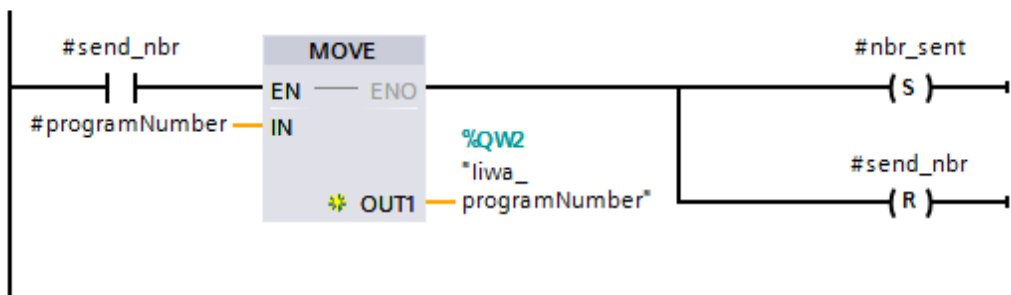 #send_nbr
MOVE
#nbr_sent
EN
ENO
( S )
#programNumber
IN
%QW2
"Iiwa_
programNumber"
#send_nbr
OUT1
( R )